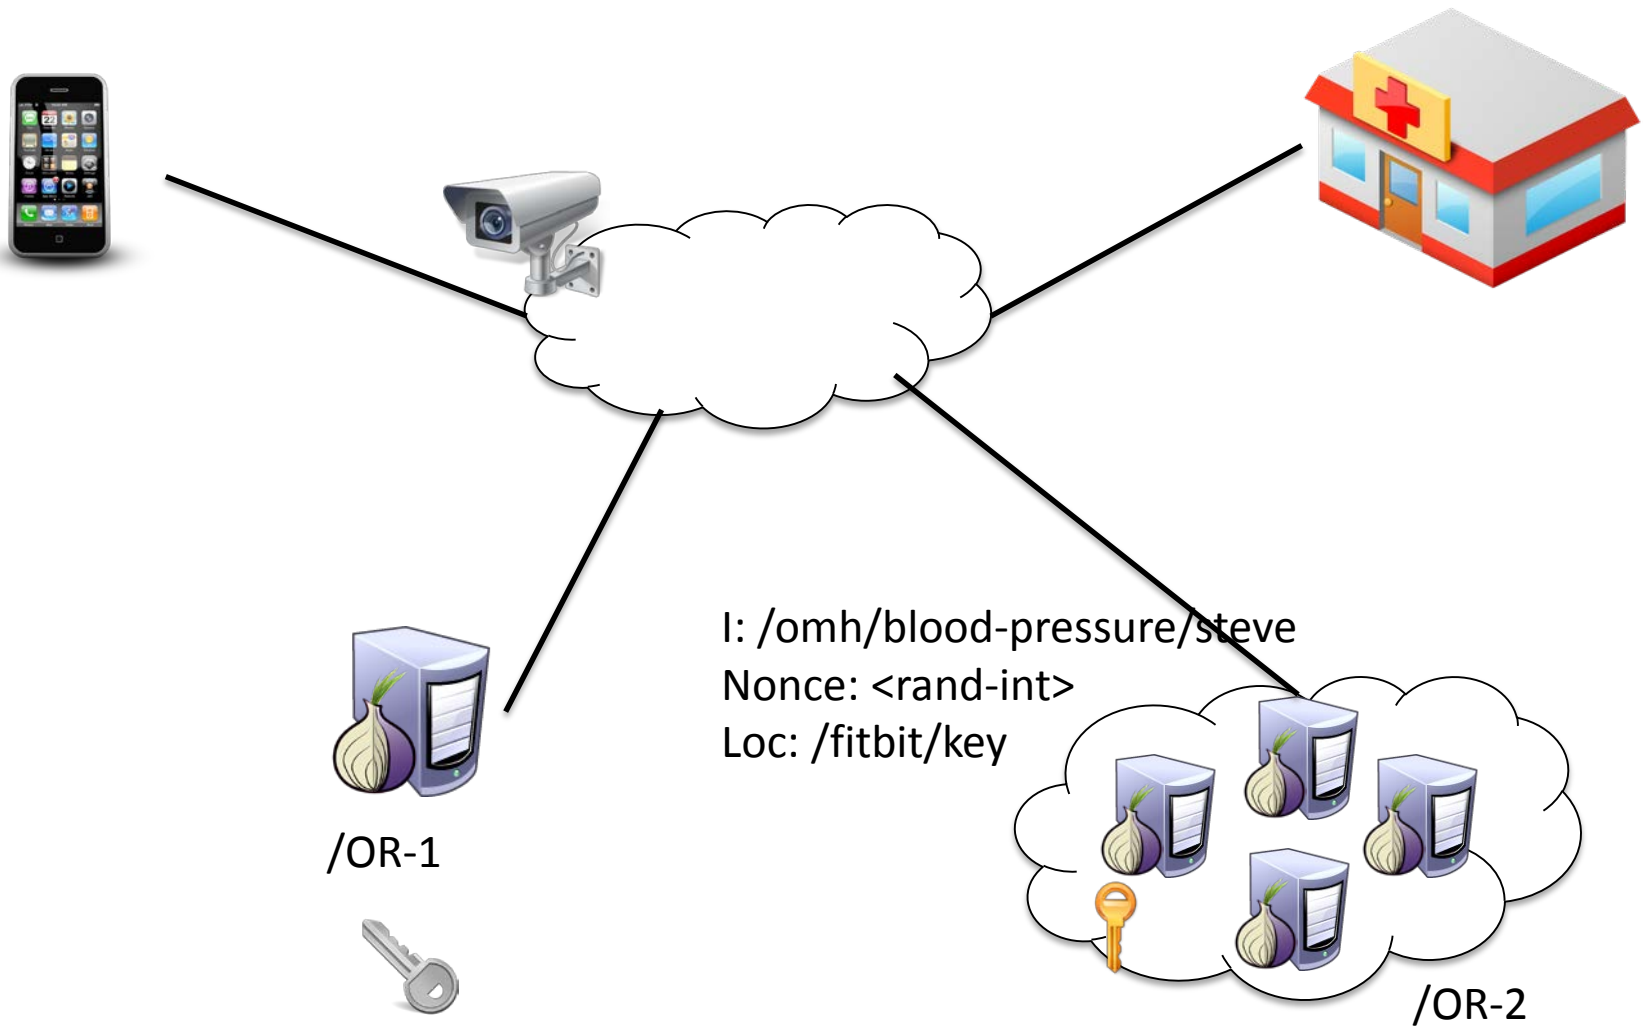 I: /omh/blood-pressure/steve
Nonce: <rand-int>
Loc: /fitbit/key
/OR-1
/OR-2